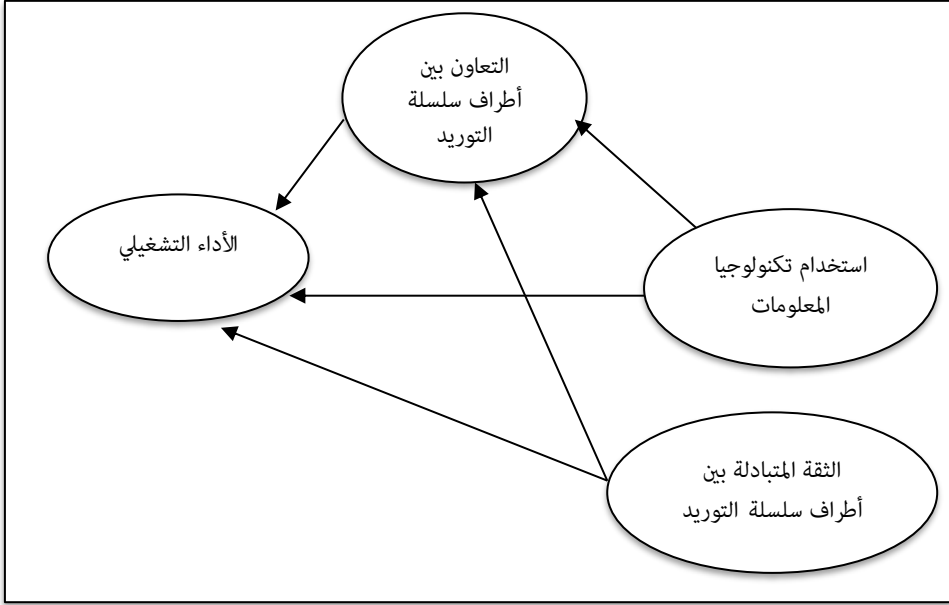 التعاون بين
أطراف سلسلة
التوريد
الأداء التشغيلي
استخدام تكنولوجيا
المعلومات
الثقة المتبادلة بين
أطراف سلسلة التوريد